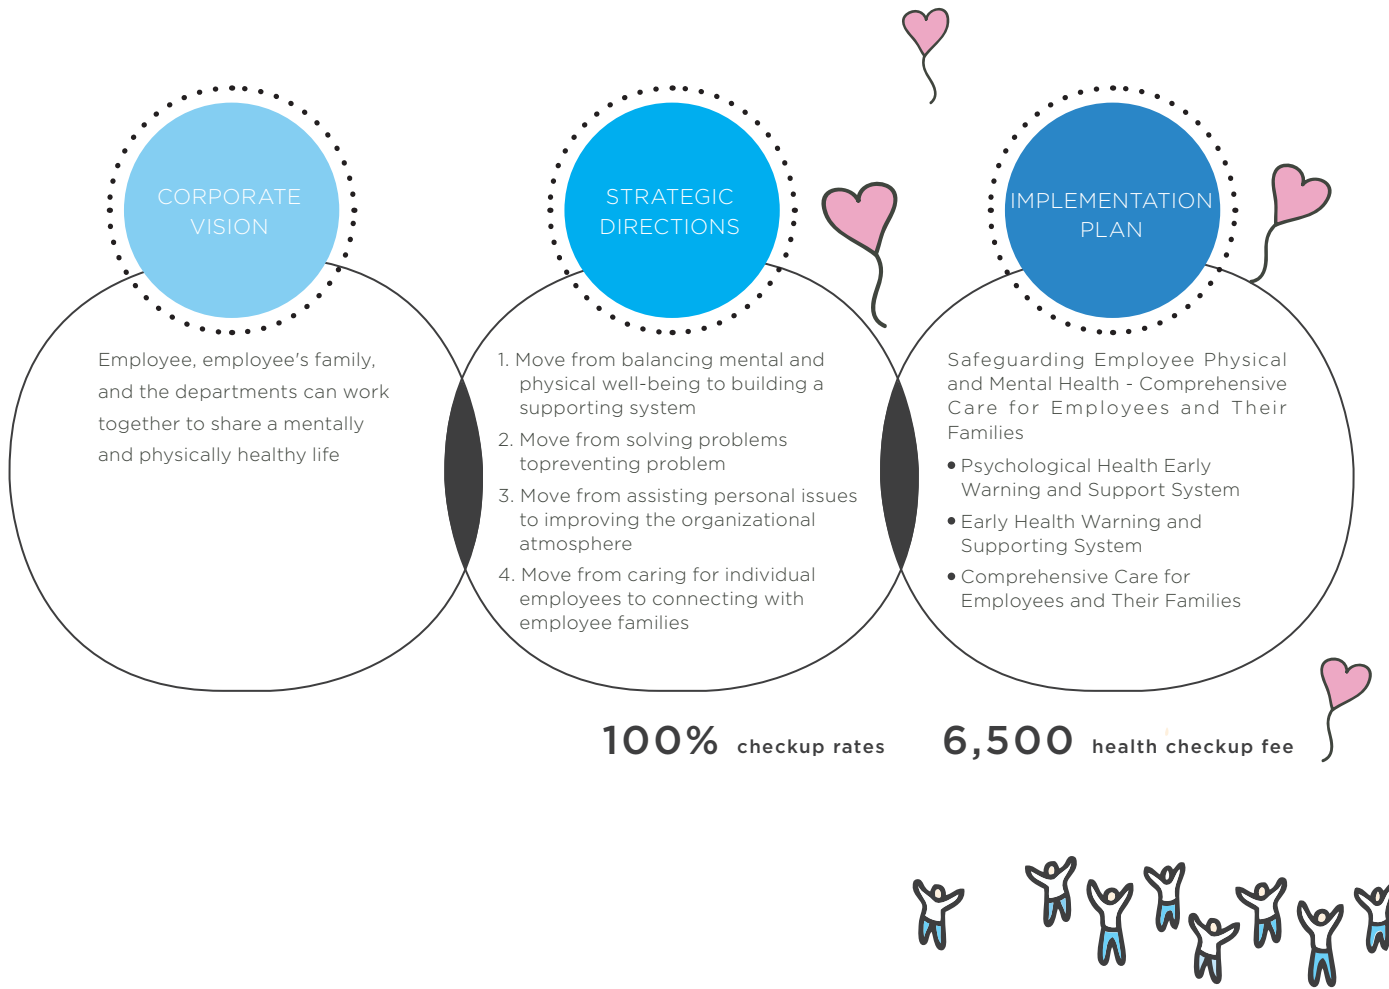 CORPORATE
VISION
Employee, employee's family,
and the departments can work
together to share a mentally
and physically healthy life
STRATEGIC
DIRECTIONS
1. Move from balancing mental and
physical well-being to building a
supporting system
2. Move from solving problems
topreventing problem
3. Move from assisting personal issues
to improving the organizational
atmosphere
4. Move from caring for individual
employees to connecting with
employee families
IMPLEMENTATION
PLAN
Safeguarding Employee Physical
and Mental Health - Comprehensive
Care for Employees and Their
Families
• Psychological Health Early
Warning and Support System
• Early Health Warning and
Supporting System
• Comprehensive Care for
Employees and Their Families
100% checkup rates
6,500 health checkup fee